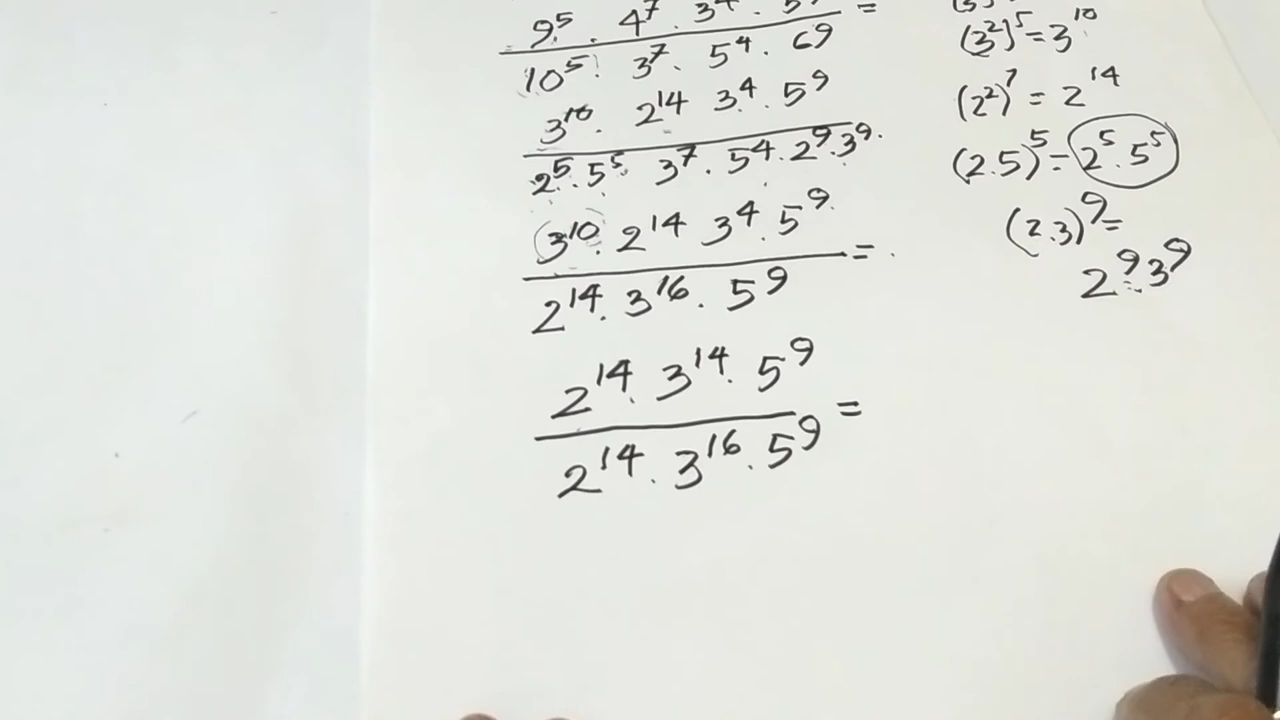 9⁵ . 4⁷ . 3⁴ . 5⁹ =
10⁵ . 3⁷ . 5⁴ . 6⁹
3¹⁰ . 2¹⁴ 3⁴ . 5⁹
2⁵ . 5⁵ 3⁷ . 5⁴ . 2⁹ . 3⁹ .
(3¹⁰) . 2¹⁴ 3⁴ . 5⁹ =
2¹⁴ . 3¹⁶ . 5⁹
2¹⁴ . 3¹⁴ . 5⁹ =
2¹⁴ . 3¹⁶ . 5⁹
(3²)⁵ = 3¹⁰
(2²)⁷ = 2¹⁴
(2.5)⁵ = 2⁵ . 5⁵
(2.3)⁹ =
2⁹ . 3⁹